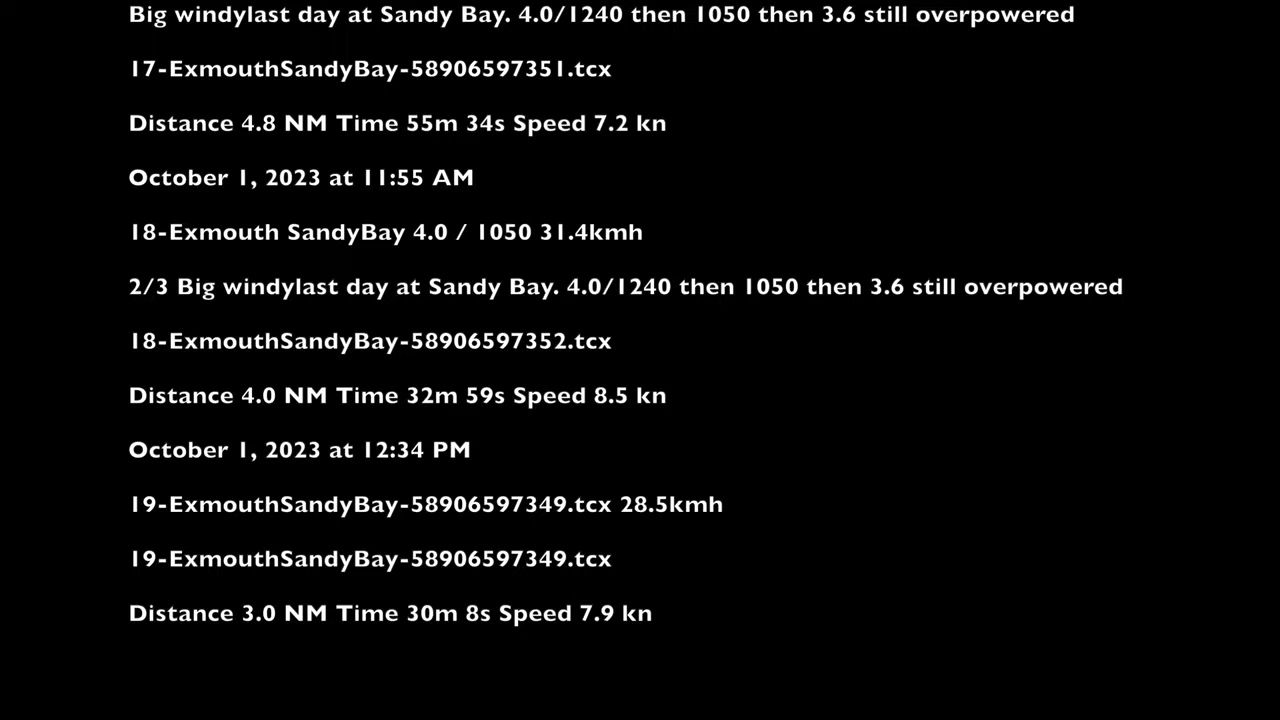 Big windylast day at Sandy Bay. 4.0/1240 then 1050 then 3.6 still overpowered
17-ExmouthSandyBay-58906597351.tcx
Distance 4.8 NM Time 55m 34s Speed 7.2 kn
October 1, 2023 at 11:55 AM
18-Exmouth SandyBay 4.0 / 1050 31.4kmh
2/3 Big windylast day at Sandy Bay. 4.0/1240 then 1050 then 3.6 still overpowered
18-ExmouthSandyBay-58906597352.tcx
Distance 4.0 NM Time 32m 59s Speed 8.5 kn
October 1, 2023 at 12:34 PM
19-ExmouthSandyBay-58906597349.tcx 28.5kmh
19-ExmouthSandyBay-58906597349.tcx
Distance 3.0 NM Time 30m 8s Speed 7.9 kn